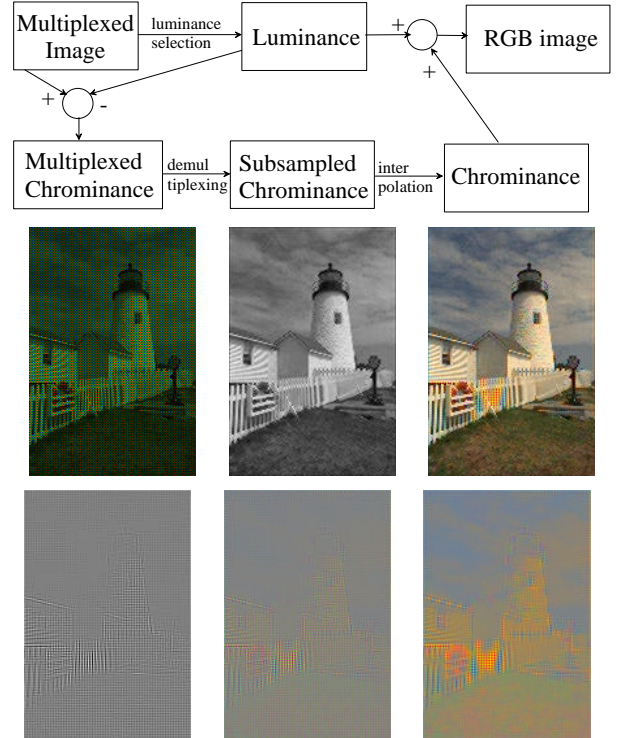 Multiplexed
Image
luminance
selection
Luminance
+
RGB image
+
+
-
Multiplexed
Chrominance
demul
tiplexing
Subsampled
Chrominance
inter
polation
Chrominance